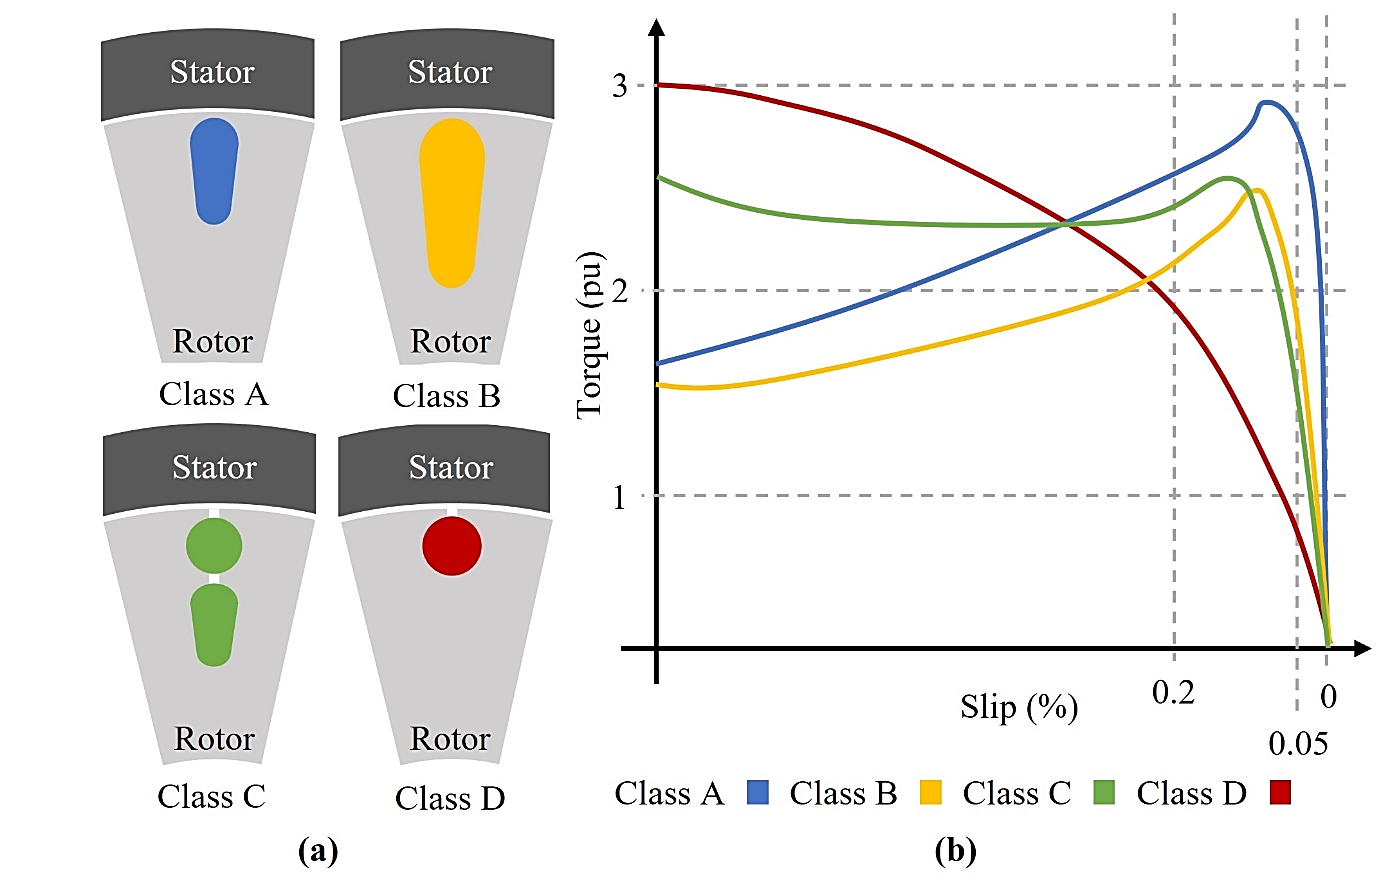 Stator
Rotor
Class A
Stator
Rotor
Class B
Stator
Rotor
Class C
Stator
Rotor
Class D
(a)
Torque (pu)
3
2
1
Slip (%)
0.2
0.05
0
Class A
Class B
Class C
Class D
(b)